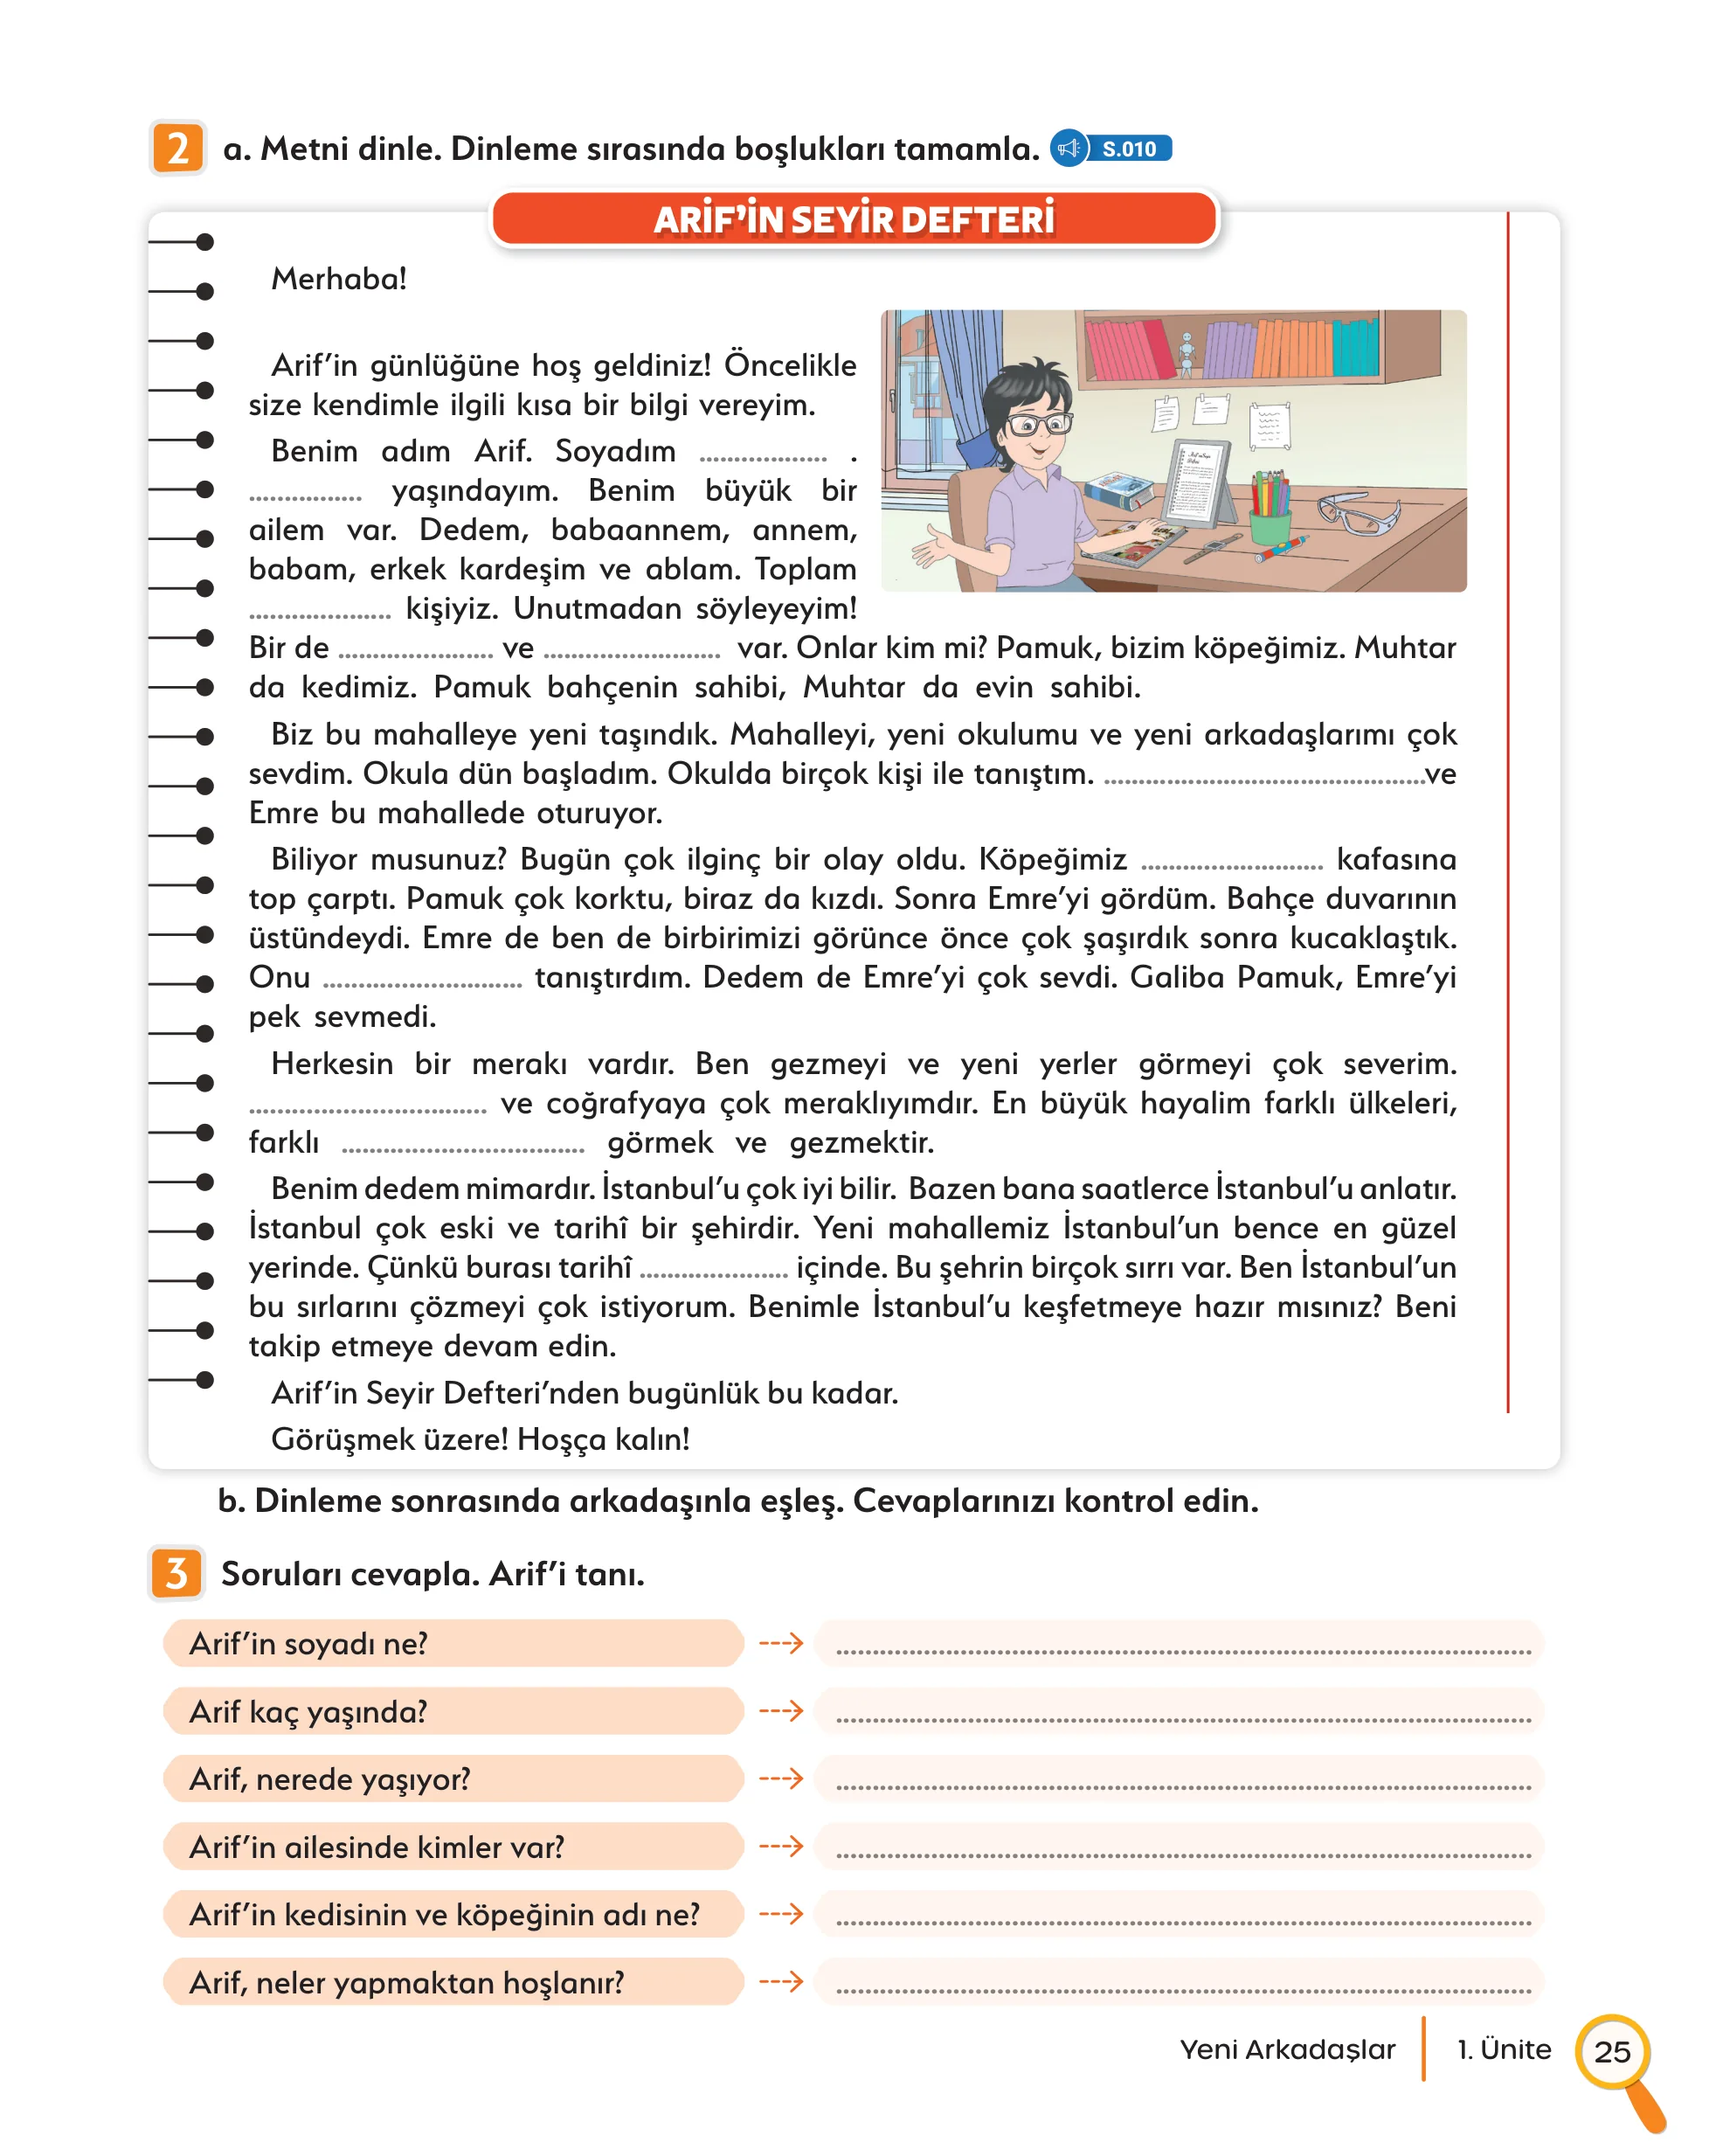 2 a. Metni dinle. Dinleme sırasında boşlukları tamamla. S.010
ARİF'İN SEYİR DEFTERİ
Merhaba!
Arif'in günlüğüne hoş geldiniz! Öncelikle
size kendimle ilgili kısa bir bilgi vereyim.
Benim adım Arif. Soyadım .................. .
................ yaşındayım. Benim büyük bir
ailem var. Dedem, babaannem, annem,
babam, erkek kardeşim ve ablam. Toplam
.................... kişiyiz. Unutmadan söyleyeyim!
Bir de ...................... ve ......................... var. Onlar kim mi? Pamuk, bizim köpeğimiz. Muhtar
da kedimiz. Pamuk bahçenin sahibi, Muhtar da evin sahibi.
Biz bu mahalleye yeni taşındık. Mahalleyi, yeni okulumu ve yeni arkadaşlarımı çok
sevdim. Okula dün başladım. Okulda birçok kişi ile tanıştım. .............................................ve
Emre bu mahallede oturuyor.
Biliyor musunuz? Bugün çok ilginç bir olay oldu. Köpeğimiz .......................... kafasına
top çarptı. Pamuk çok korktu, biraz da kızdı. Sonra Emre'yi gördüm. Bahçe duvarının
üstündeydi. Emre de ben de birbirimizi görünce önce çok şaşırdık sonra kucaklaştık.
Onu ............................ tanıştırdım. Dedem de Emre'yi çok sevdi. Galiba Pamuk, Emre'yi
pek sevmedi.
Herkesin bir merakı vardır. Ben gezmeyi ve yeni yerler görmeyi çok severim.
.................................. ve coğrafyaya çok meraklıyımdır. En büyük hayalim farklı ülkeleri,
farklı .................................. görmek ve gezmektir.
Benim dedem mimardır. İstanbul'u çok iyi bilir. Bazen bana saatlerce İstanbul'u anlatır.
İstanbul çok eski ve tarihî bir şehirdir. Yeni mahallemiz İstanbul'un bence en güzel
yerinde. Çünkü burası tarihî ..................... içinde. Bu şehrin birçok sırrı var. Ben İstanbul'un
bu sırlarını çözmeyi çok istiyorum. Benimle İstanbul'u keşfetmeye hazır mısınız? Beni
takip etmeye devam edin.
Arif'in Seyir Defteri'nden bugünlük bu kadar.
Görüşmek üzere! Hoşça kalın!
b. Dinleme sonrasında arkadaşınla eşleş. Cevaplarınızı kontrol edin.
3 Soruları cevapla. Arif'i tanı.
Arif'in soyadı ne?
Arif kaç yaşında?
Arif, nerede yaşıyor?
Arif'in ailesinde kimler var?
Arif'in kedisinin ve köpeğinin adı ne?
Arif, neler yapmaktan hoşlanır?
Yeni Arkadaşlar 1. Ünite 25